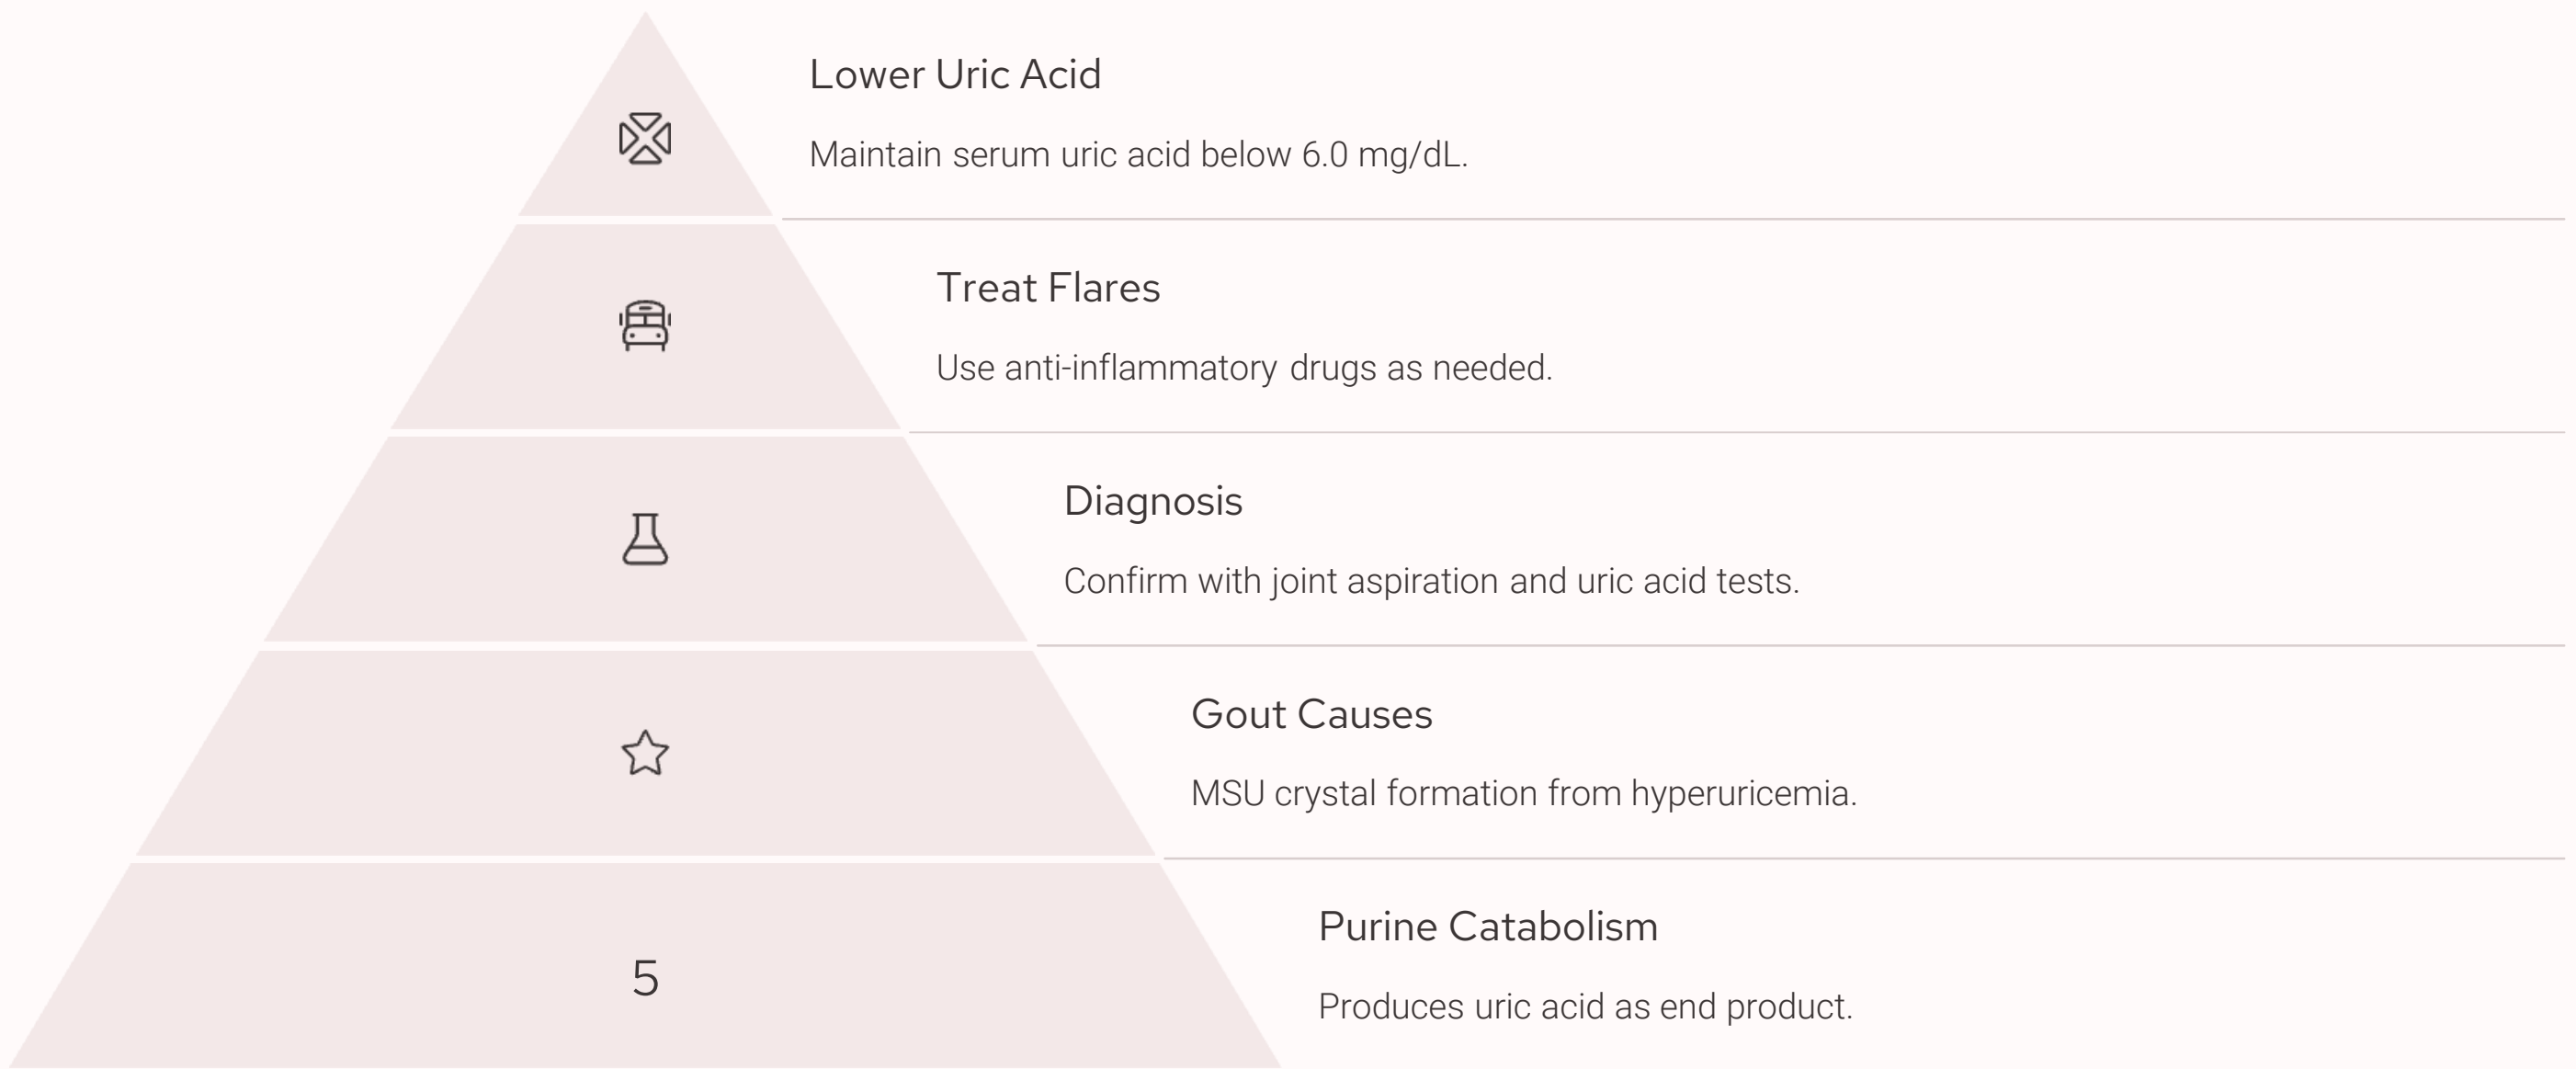 Lower Uric Acid
Maintain serum uric acid below 6.0 mg/dL.
Treat Flares
Use anti-inflammatory drugs as needed.
Diagnosis
Confirm with joint aspiration and uric acid tests.
Gout Causes
MSU crystal formation from hyperuricemia.
Purine Catabolism
5
Produces uric acid as end product.